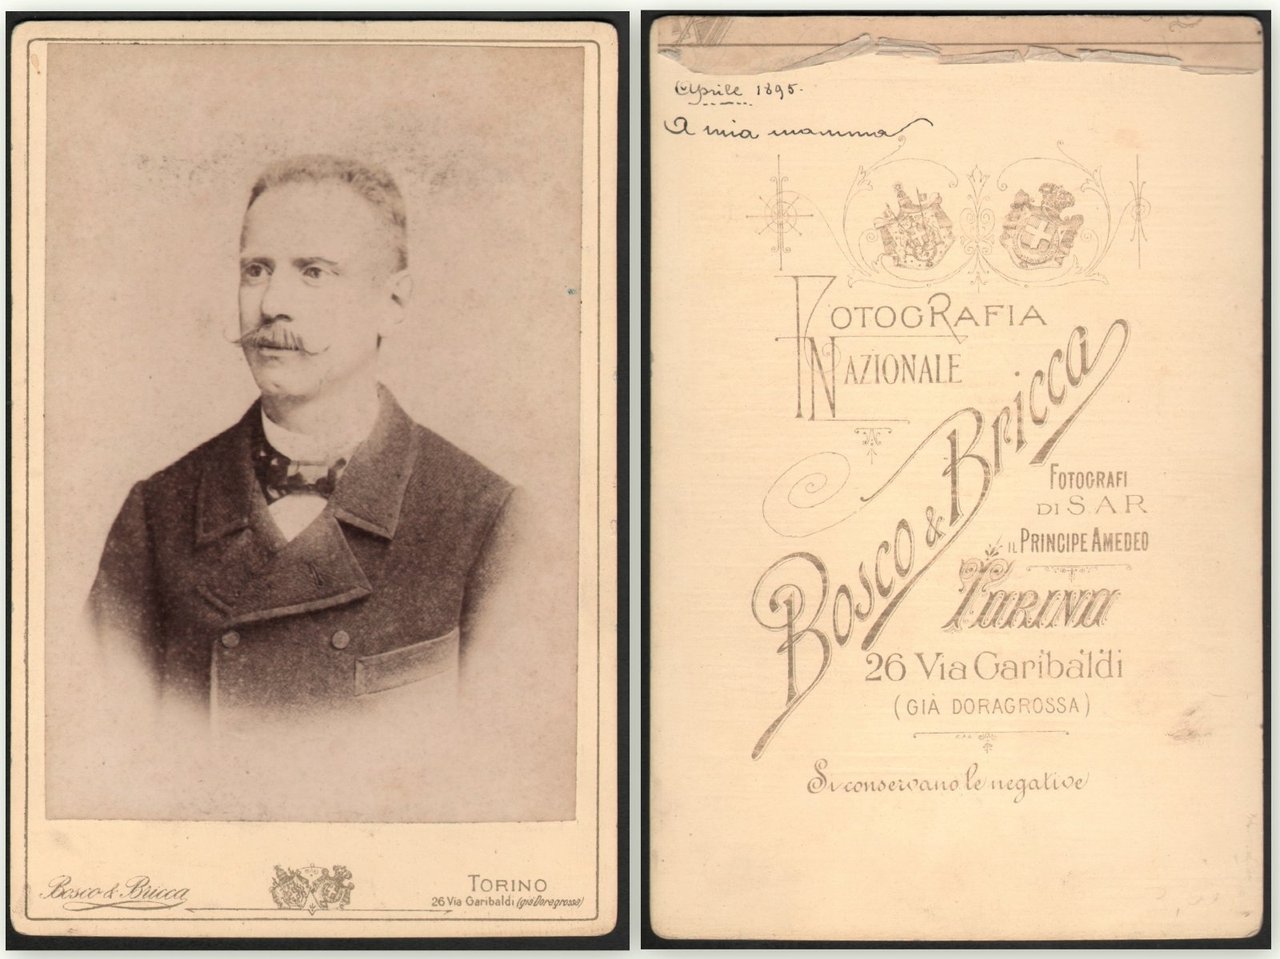 Bosco & Bricca
TORINO
26 Via Garibaldi (già Doragrossa)
Aprile 1895.
A mia mamma
FOTOGRAFIA
NAZIONALE
Bosco & Bricca
FOTOGRAFI
DI S A R
IL PRINCIPE AMEDEO
TORINO
26 Via Garibaldi
(GIÀ DORAGROSSA)
Si conservano le negative